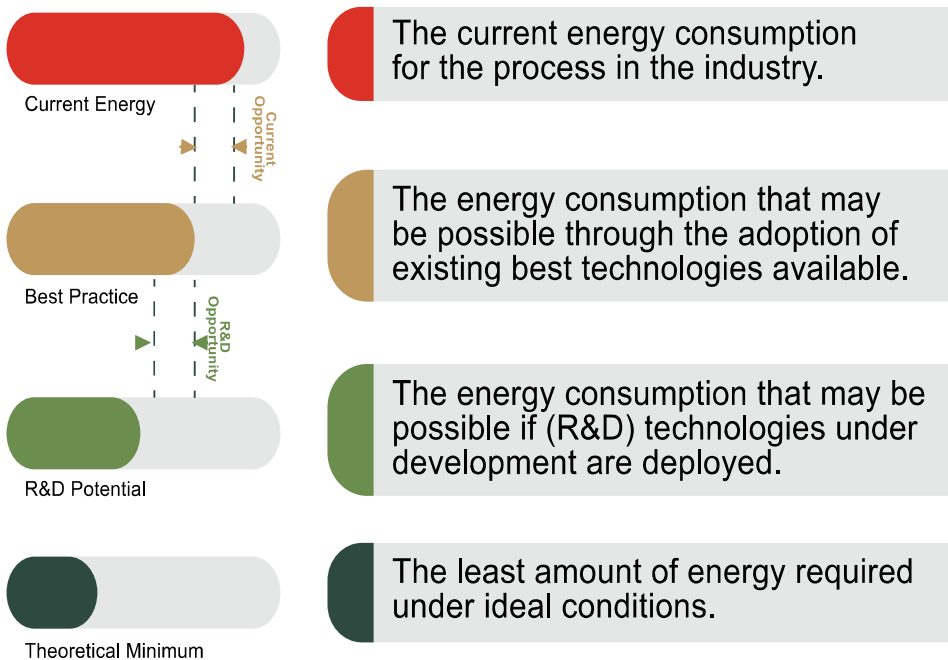 The current energy consumption
for the process in the industry.
Current Energy
Current
Opportunity
The energy consumption that may
be possible through the adoption of
existing best technologies available.
Best Practice
R&D
Opportunity
The energy consumption that may be
possible if (R&D) technologies under
development are deployed.
R&D Potential
The least amount of energy required
under ideal conditions.
Theoretical Minimum